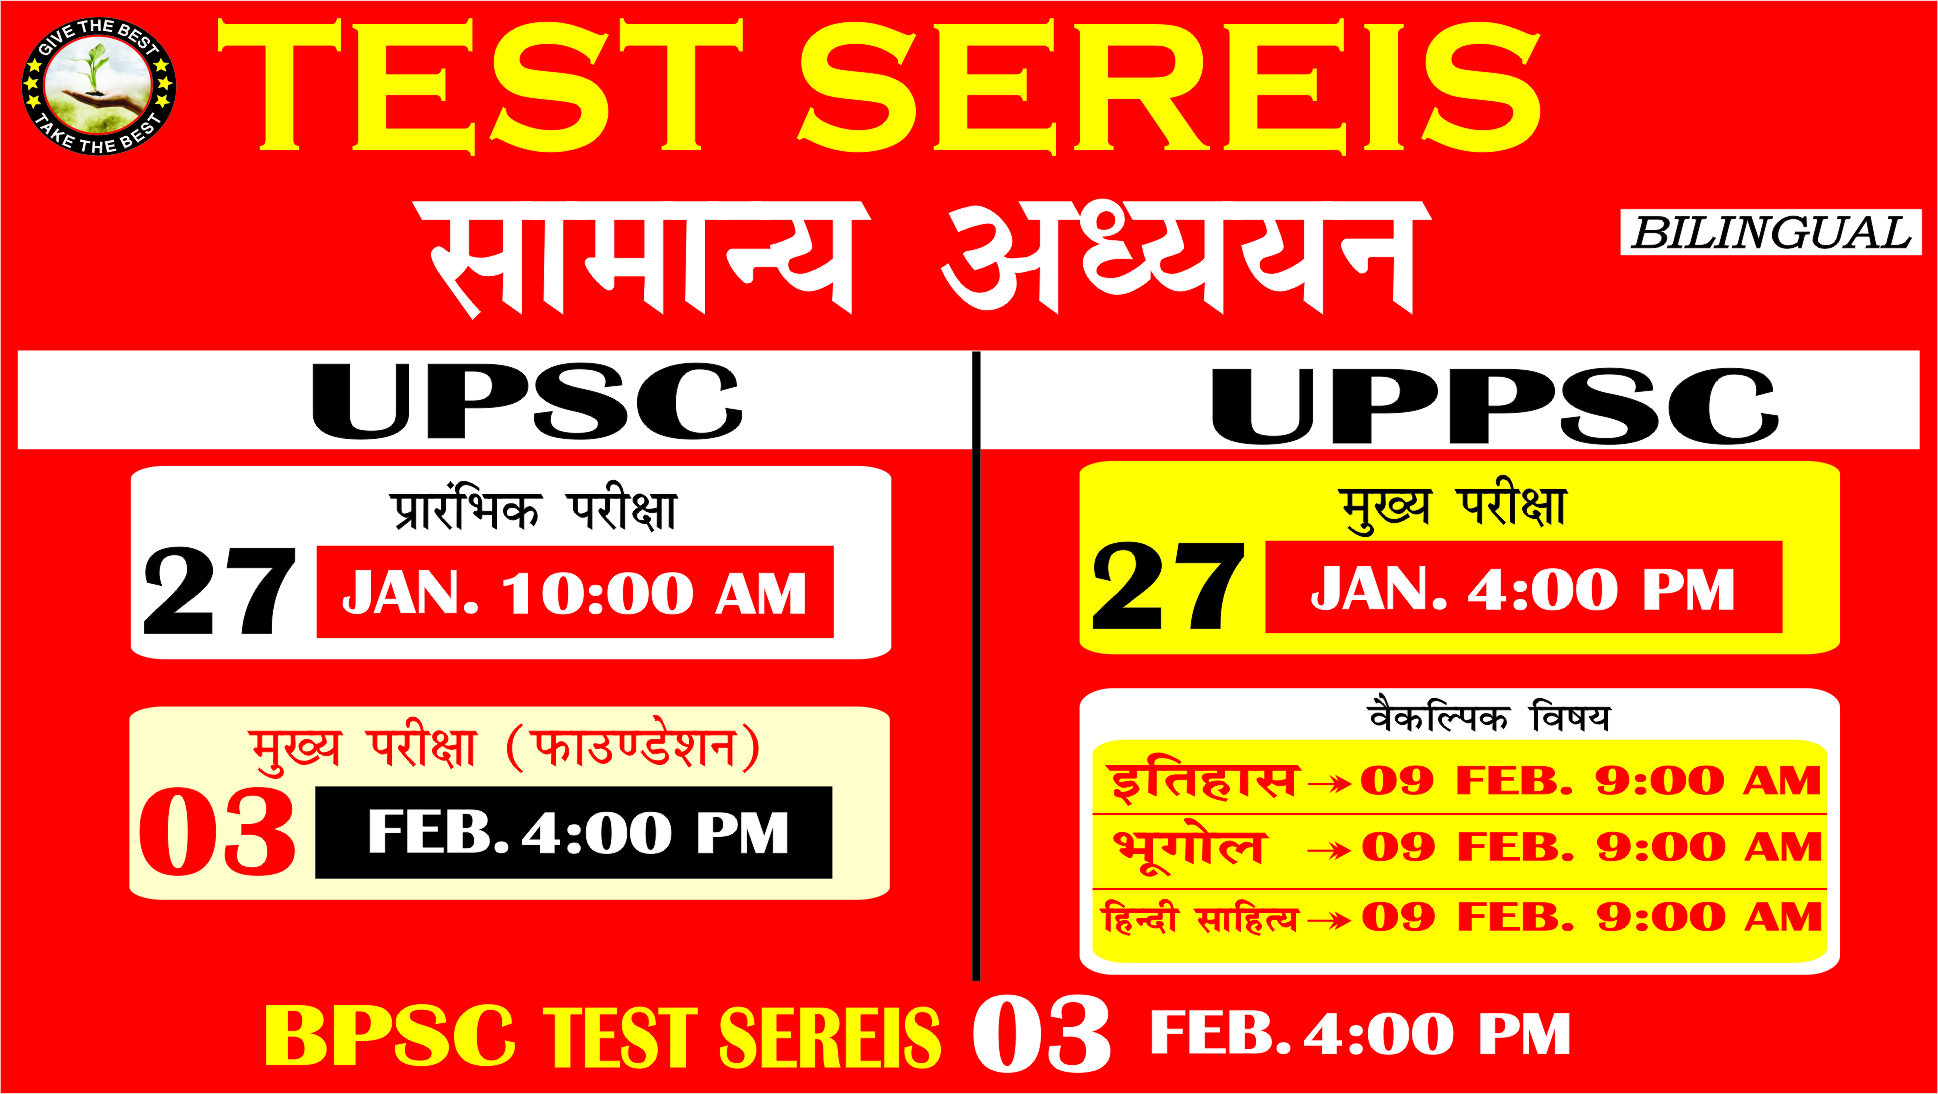 GIVE THE BEST
TAKE THE BEST
TEST SEREIS
सामान्य अध्ययन
BILINGUAL
UPSC
प्रारंभिक परीक्षा
27 JAN. 10:00 AM
मुख्य परीक्षा (फाउण्डेशन)
03 FEB. 4:00 PM
UPPSC
मुख्य परीक्षा
27 JAN. 4:00 PM
वैकल्पिक विषय
इतिहास → 09 FEB. 9:00 AM
भूगोल → 09 FEB. 9:00 AM
हिन्दी साहित्य → 09 FEB. 9:00 AM
BPSC TEST SEREIS 03 FEB. 4:00 PM